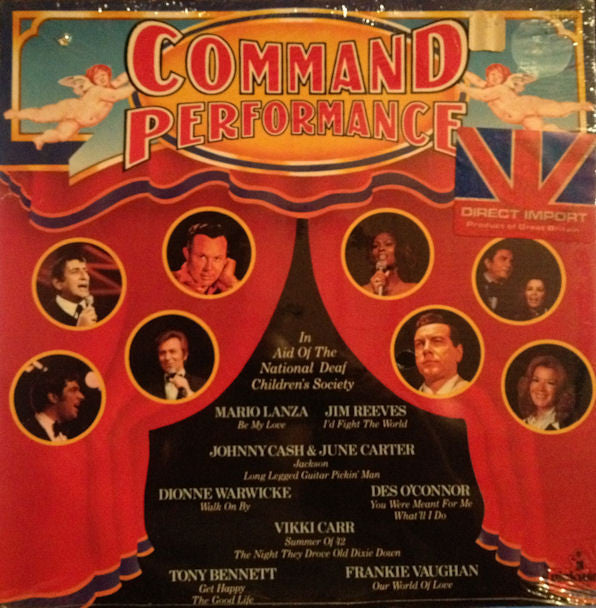 COMMAND
PERFORMANCE
DIRECT IMPORT
Product of Great Britain
In
Aid Of The
National Deaf
Children's Society
MARIO LANZA JIM REEVES
Be My Love I'd Fight The World
JOHNNY CASH & JUNE CARTER
Jackson
Long Legged Guitar Pickin' Man
DIONNE WARWICKE DES O'CONNOR
Walk On By You Were Meant For Me
What'll I Do
VIKKI CARR
Summer Of 42
The Night They Drove Old Dixie Down
TONY BENNETT FRANKIE VAUGHAN
Get Happy Our World Of Love
The Good Life